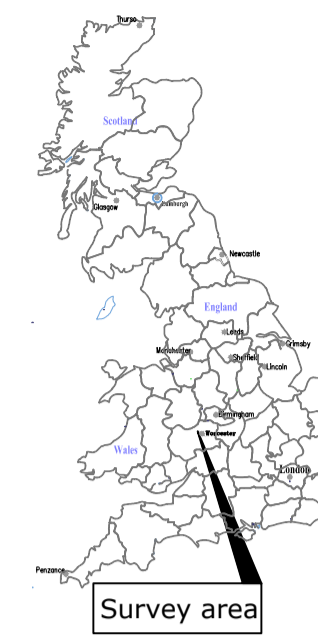 Thurso
Scotland
Edinburgh
Glasgow
Newcastle
England
Leeds
Grimsby
Manchester
Sheffield
Lincoln
Birmingham
Worcester
Wales
London
Penzance
Survey area